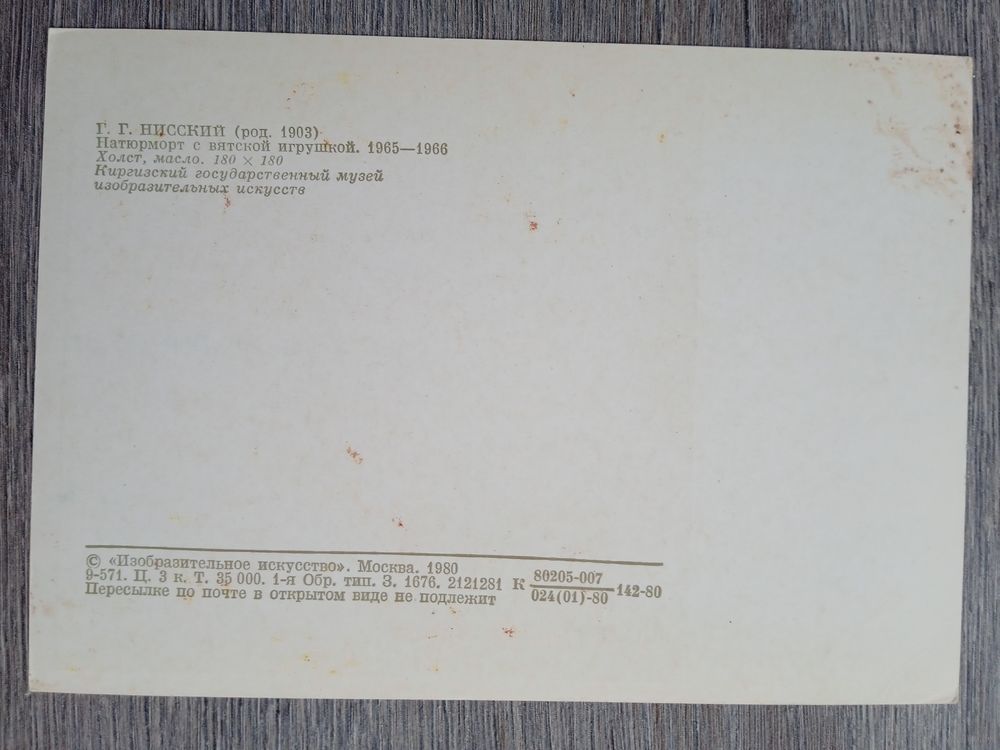 Г. Г. НИССКИЙ (род. 1903)
Натюрморт с вятской игрушкой. 1965—1966
Холст, масло. 180 × 180
Киргизский государственный музей
изобразительных искусств
© «Изобразительное искусство». Москва. 1980
9-571. Ц. 3 к. Т. 35 000. 1-я Обр. тип. З. 1676. 2121281 К 80205-007
024(01)-80 142-80
Пересылке по почте в открытом виде не подлежит